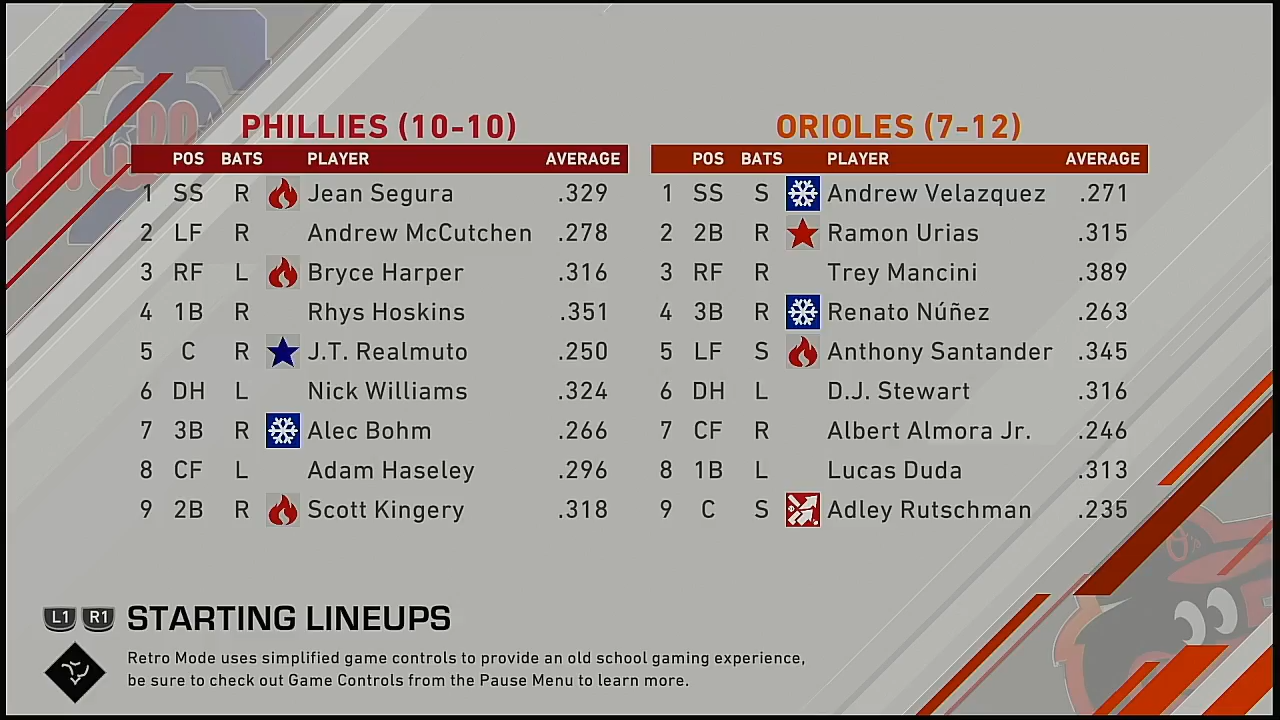 PHILLIES (10-10)
POS BATS PLAYER AVERAGE
1 SS R Jean Segura .329
2 LF R Andrew McCutchen .278
3 RF L Bryce Harper .316
4 1B R Rhys Hoskins .351
5 C R J.T. Realmuto .250
6 DH L Nick Williams .324
7 3B R Alec Bohm .266
8 CF L Adam Haseley .296
9 2B R Scott Kingery .318
ORIOLES (7-12)
POS BATS PLAYER AVERAGE
1 SS S Andrew Velazquez .271
2 2B R Ramon Urias .315
3 RF R Trey Mancini .389
4 3B R Renato Núñez .263
5 LF S Anthony Santander .345
6 DH L D.J. Stewart .316
7 CF R Albert Almora Jr. .246
8 1B L Lucas Duda .313
9 C S Adley Rutschman .235
L1 R1 STARTING LINEUPS
Retro Mode uses simplified game controls to provide an old school gaming experience,
be sure to check out Game Controls from the Pause Menu to learn more.